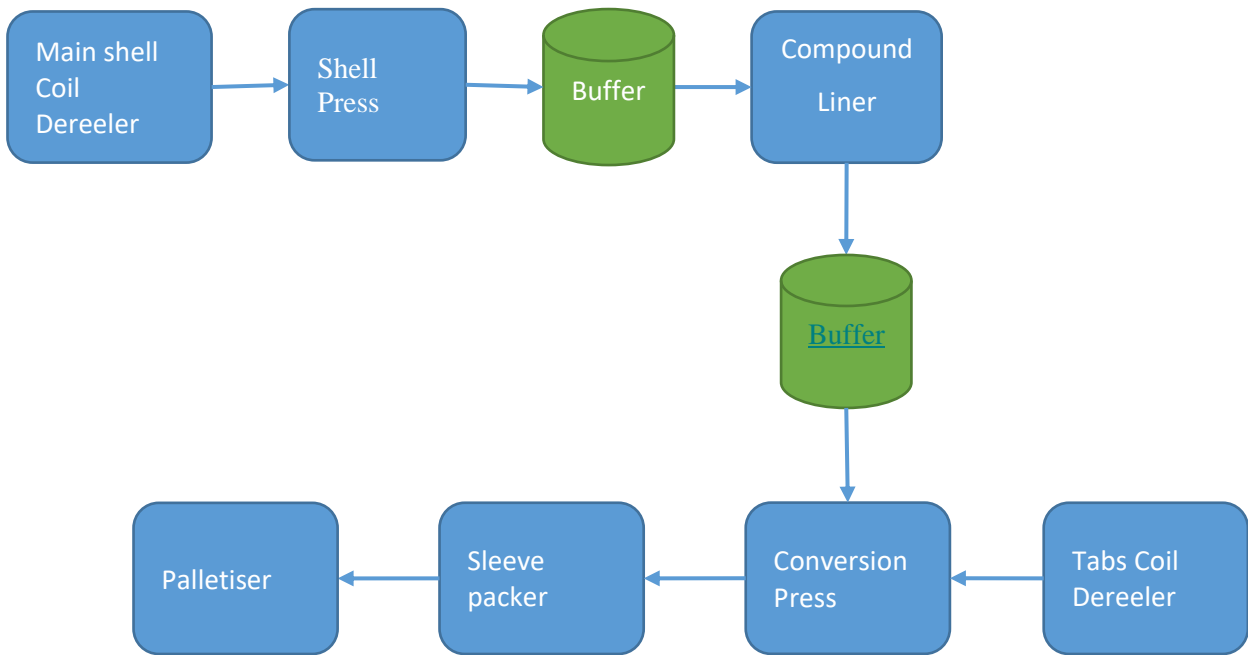 Main shell
Coil
Dereeler
Shell
Press
Buffer
Compound
Liner
Buffer
Palletiser
Sleeve
packer
Conversion
Press
Tabs Coil
Dereeler